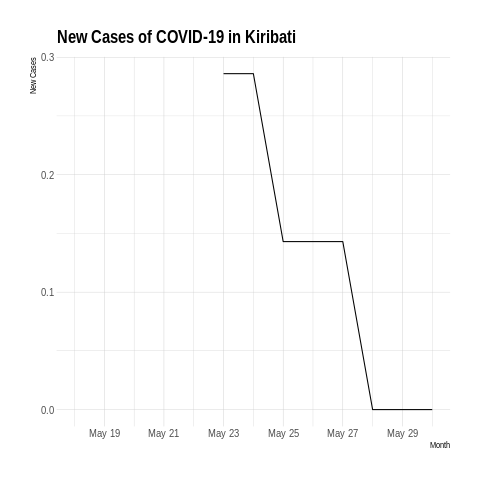 New Cases of COVID-19 in Kiribati
New Cases
0.3
0.2
0.1
0.0
May 19 May 21 May 23 May 25 May 27 May 29
Month